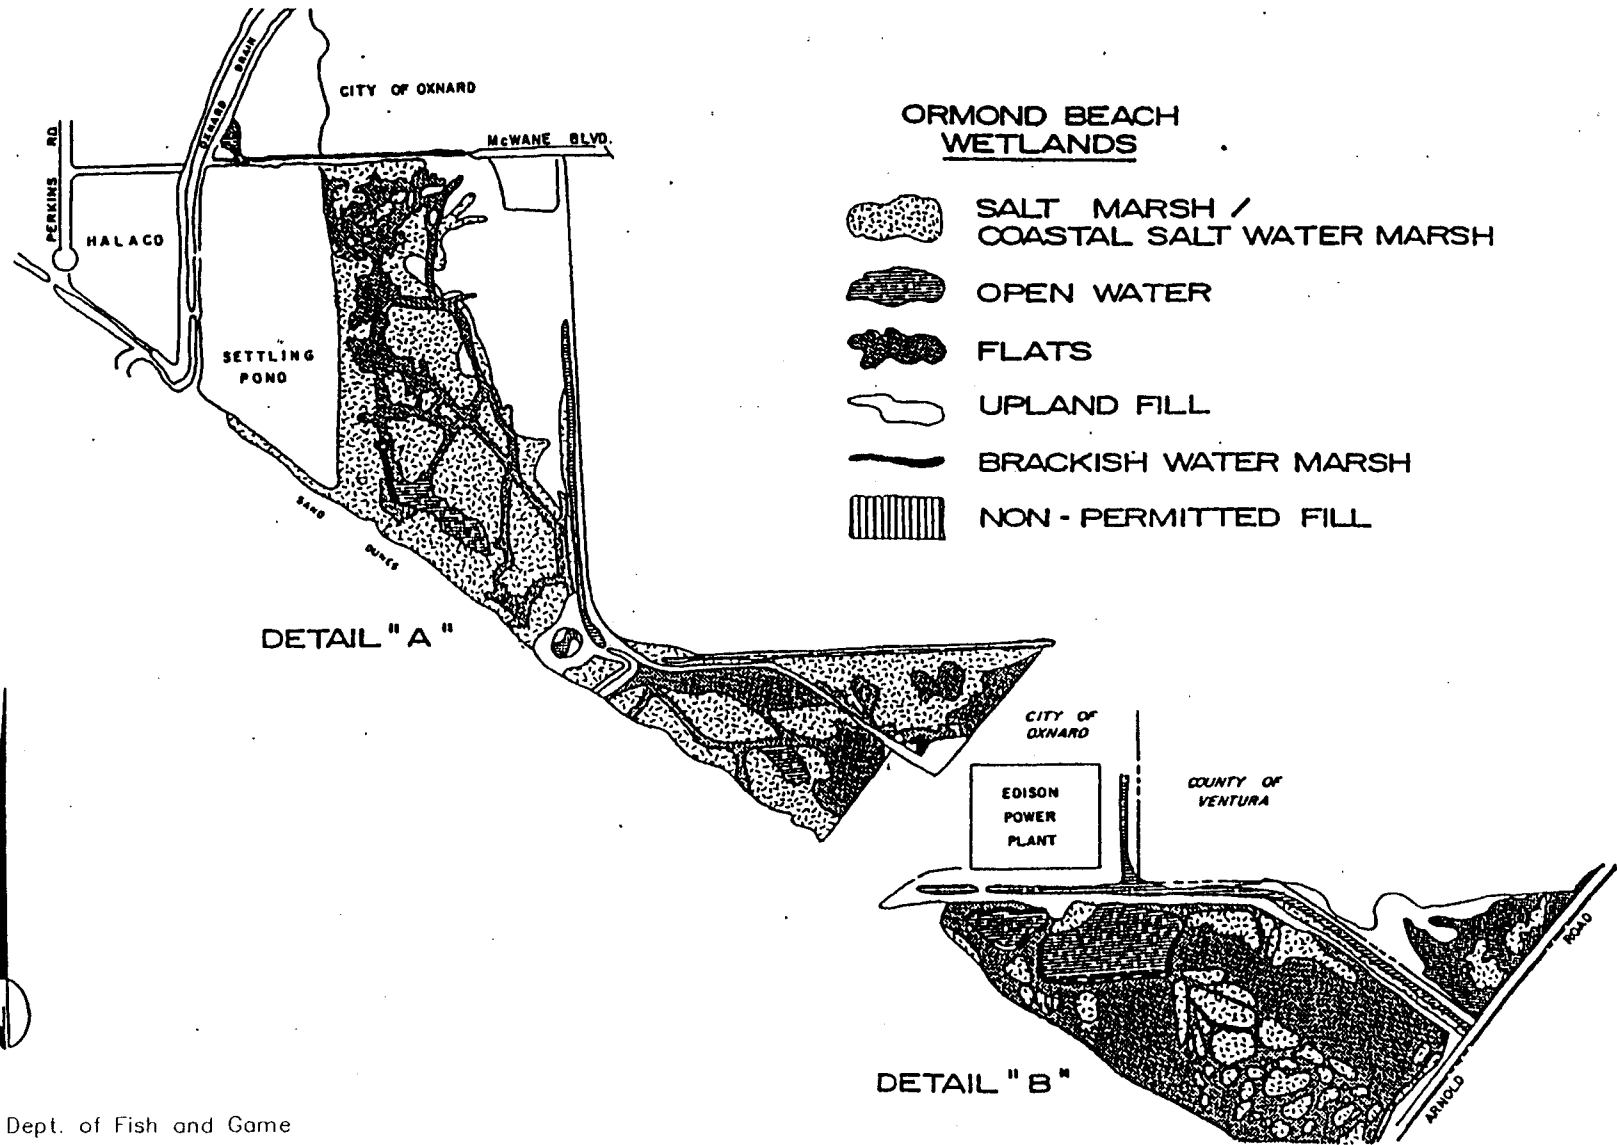 OXNARD DRAIN
CITY OF OXNARD
McWANE BLVD.
PERKINS RD
HALACO
SETTLING
POND
SAND
DUNES
DETAIL "A"
ORMOND BEACH
WETLANDS
SALT MARSH /
COASTAL SALT WATER MARSH
OPEN WATER
FLATS
UPLAND FILL
BRACKISH WATER MARSH
NON - PERMITTED FILL
CITY OF
OXNARD
EDISON
POWER
PLANT
COUNTY OF
VENTURA
ARNOLD ROAD
DETAIL "B"
Dept. of Fish and Game